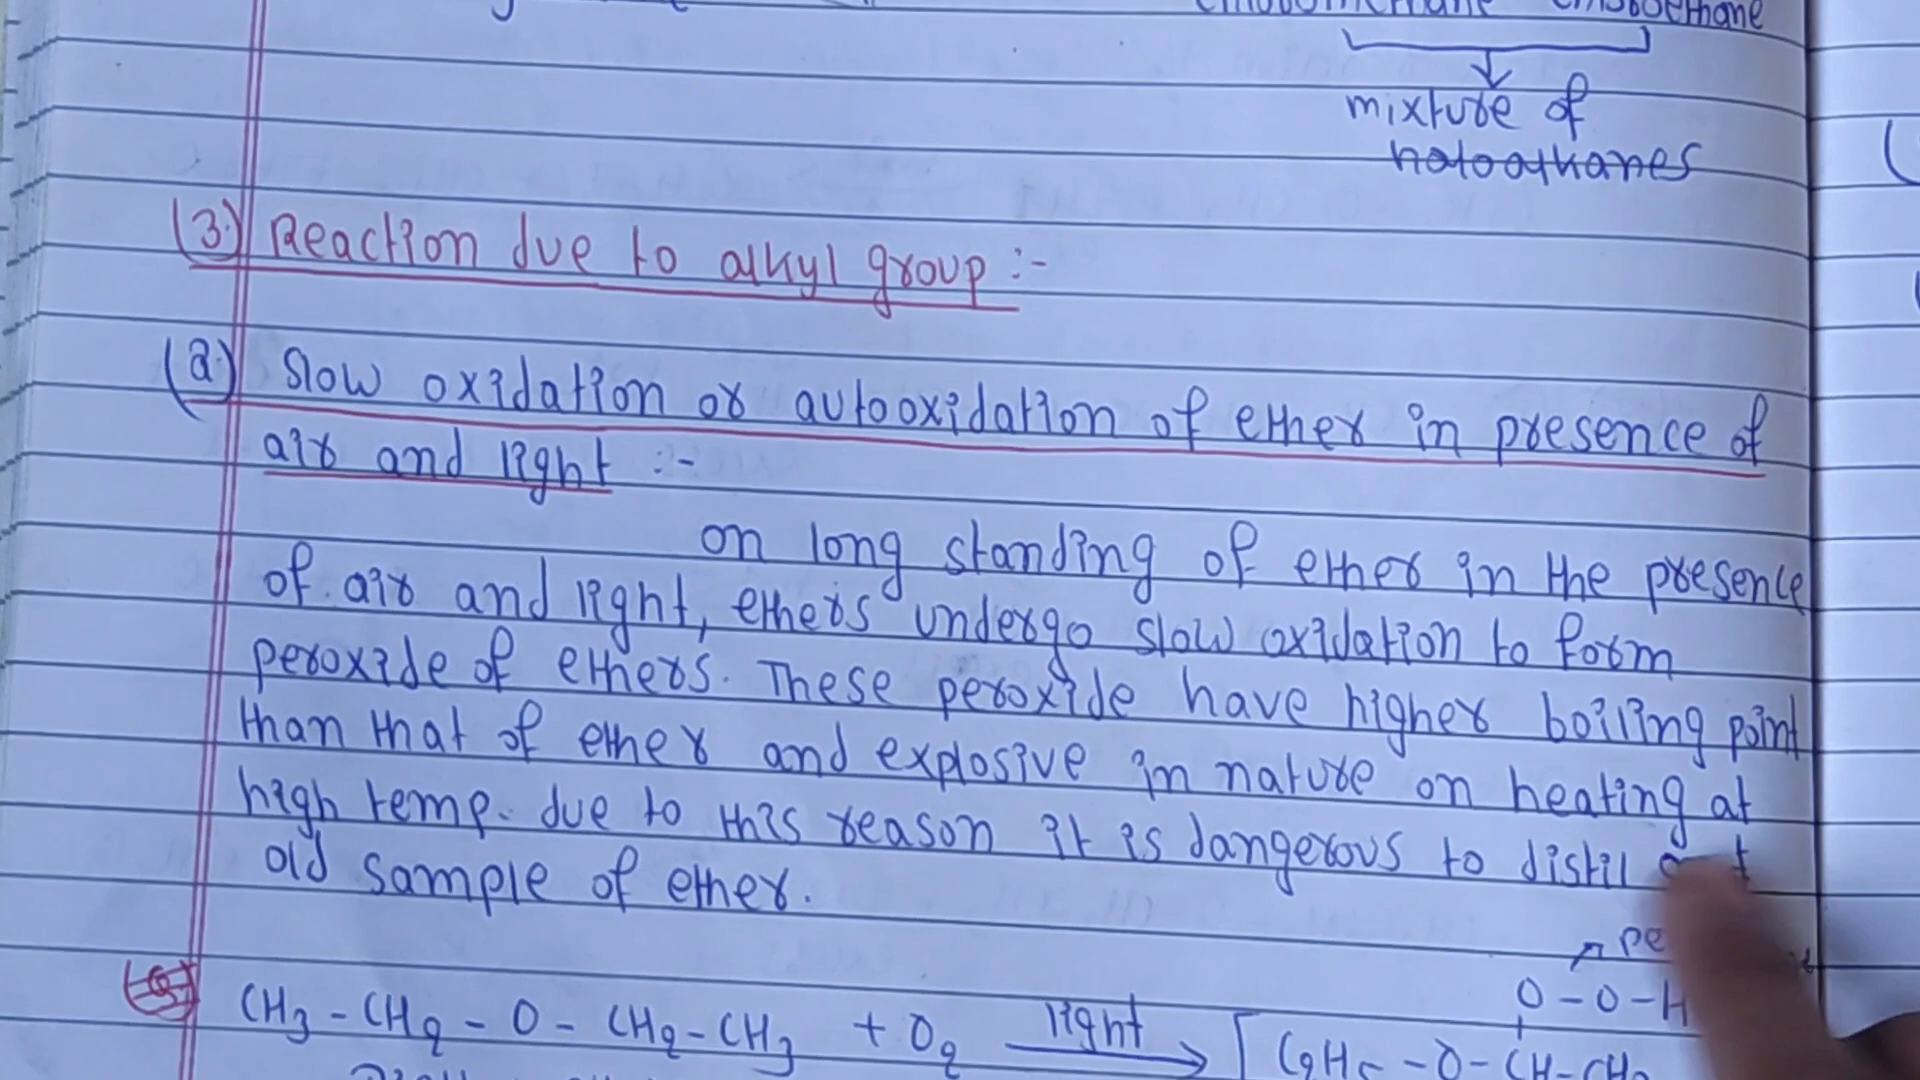 mixture of
haloalkanes
(3.) Reaction due to alkyl group :-
(a.) Slow oxidation or autooxidation of ether in presence of
air and light :-
on long standing of ether in the presence
of air and light, ethers undergo slow oxidation to form
peroxide of ethers. These peroxide have higher boiling point
than that of ether and explosive in nature on heating at
high temp. due to this reason it is dangerous to distil
old sample of ether.
O-O-H
CH3-CH2-O-CH2-CH3 + O2 light → [C2H5-O-CH-CH3